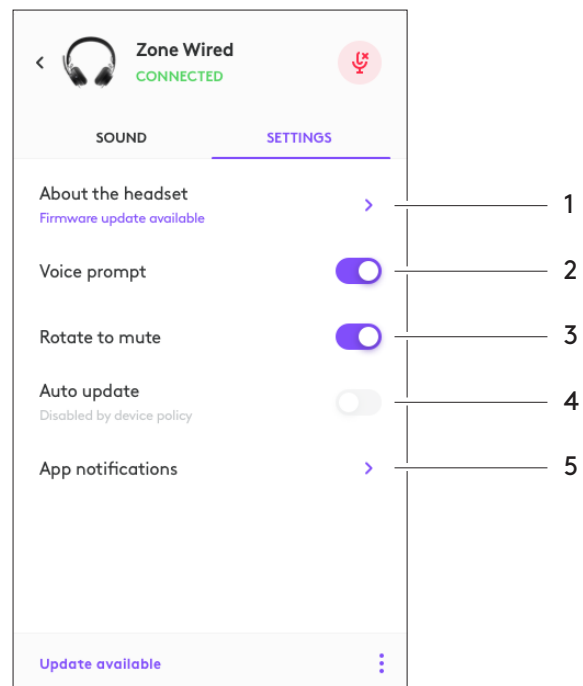 Zone Wired
CONNECTED
SOUND SETTINGS
About the headset
Firmware update available
1
Voice prompt 2
Rotate to mute 3
Auto update
Disabled by device policy
4
App notifications 5
Update available